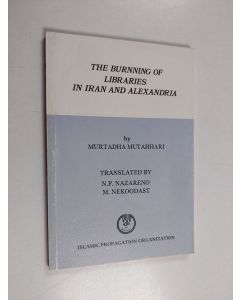 THE BURNNING OF
LIBRARIES
IN IRAN AND ALEXANDRIA
by
MURTADHA MUTAHHARI
TRANSLATED BY
N.P. NAZARENO
M. NEKOODAST
ISLAMIC PROPAGATION ORGANIZATION